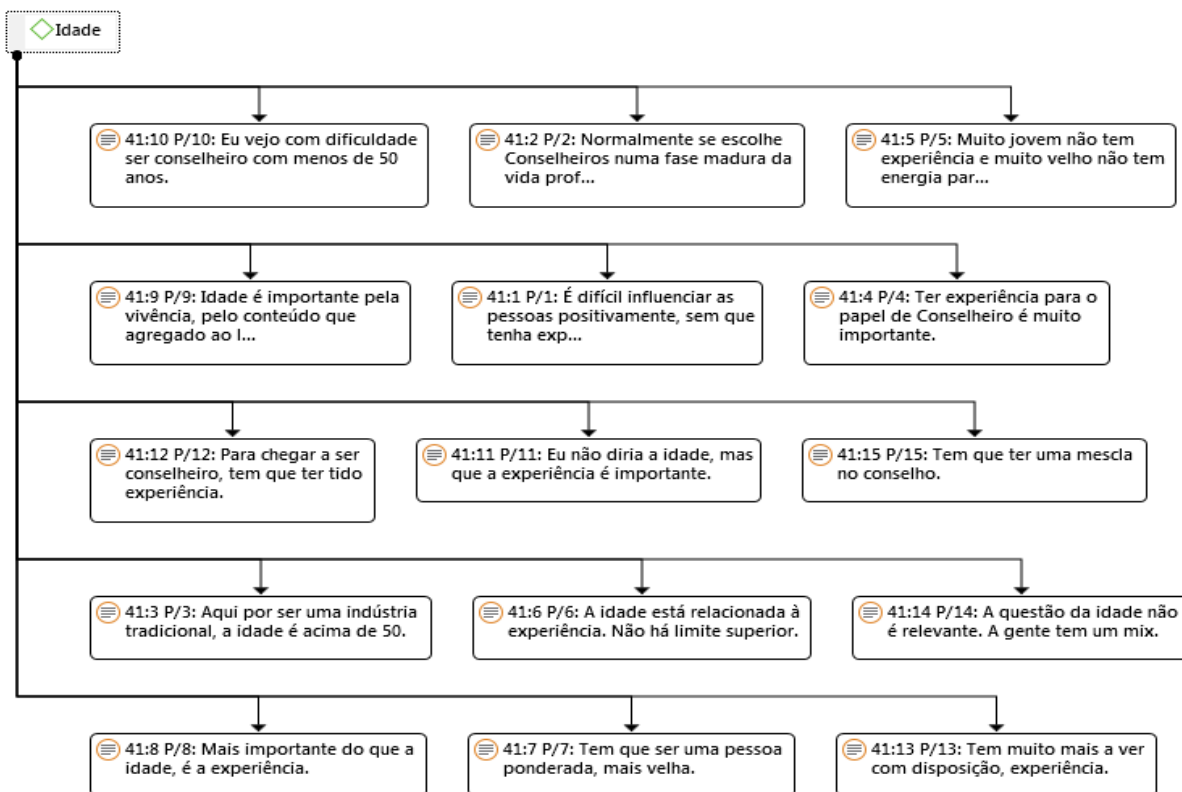 Idade
41:10 P/10: Eu vejo com dificuldade
ser conselheiro com menos de 50
anos.
41:2 P/2: Normalmente se escolhe
Conselheiros numa fase madura da
vida prof...
41:5 P/5: Muito jovem não tem
experiência e muito velho não tem
energia par...
41:9 P/9: Idade é importante pela
vivência, pelo conteúdo que
agregado ao l...
41:1 P/1: É difícil influenciar as
pessoas positivamente, sem que
tenha exp...
41:4 P/4: Ter experiência para o
papel de Conselheiro é muito
importante.
41:12 P/12: Para chegar a ser
conselheiro, tem que ter tido
experiência.
41:11 P/11: Eu não diria a idade, mas
que a experiência é importante.
41:15 P/15: Tem que ter uma mescla
no conselho.
41:3 P/3: Aqui por ser uma indústria
tradicional, a idade é acima de 50.
41:6 P/6: A idade está relacionada à
experiência. Não há limite superior.
41:14 P/14: A questão da idade não
é relevante. A gente tem um mix.
41:8 P/8: Mais importante do que a
idade, é a experiência.
41:7 P/7: Tem que ser uma pessoa
ponderada, mais velha.
41:13 P/13: Tem muito mais a ver
com disposição, experiência.